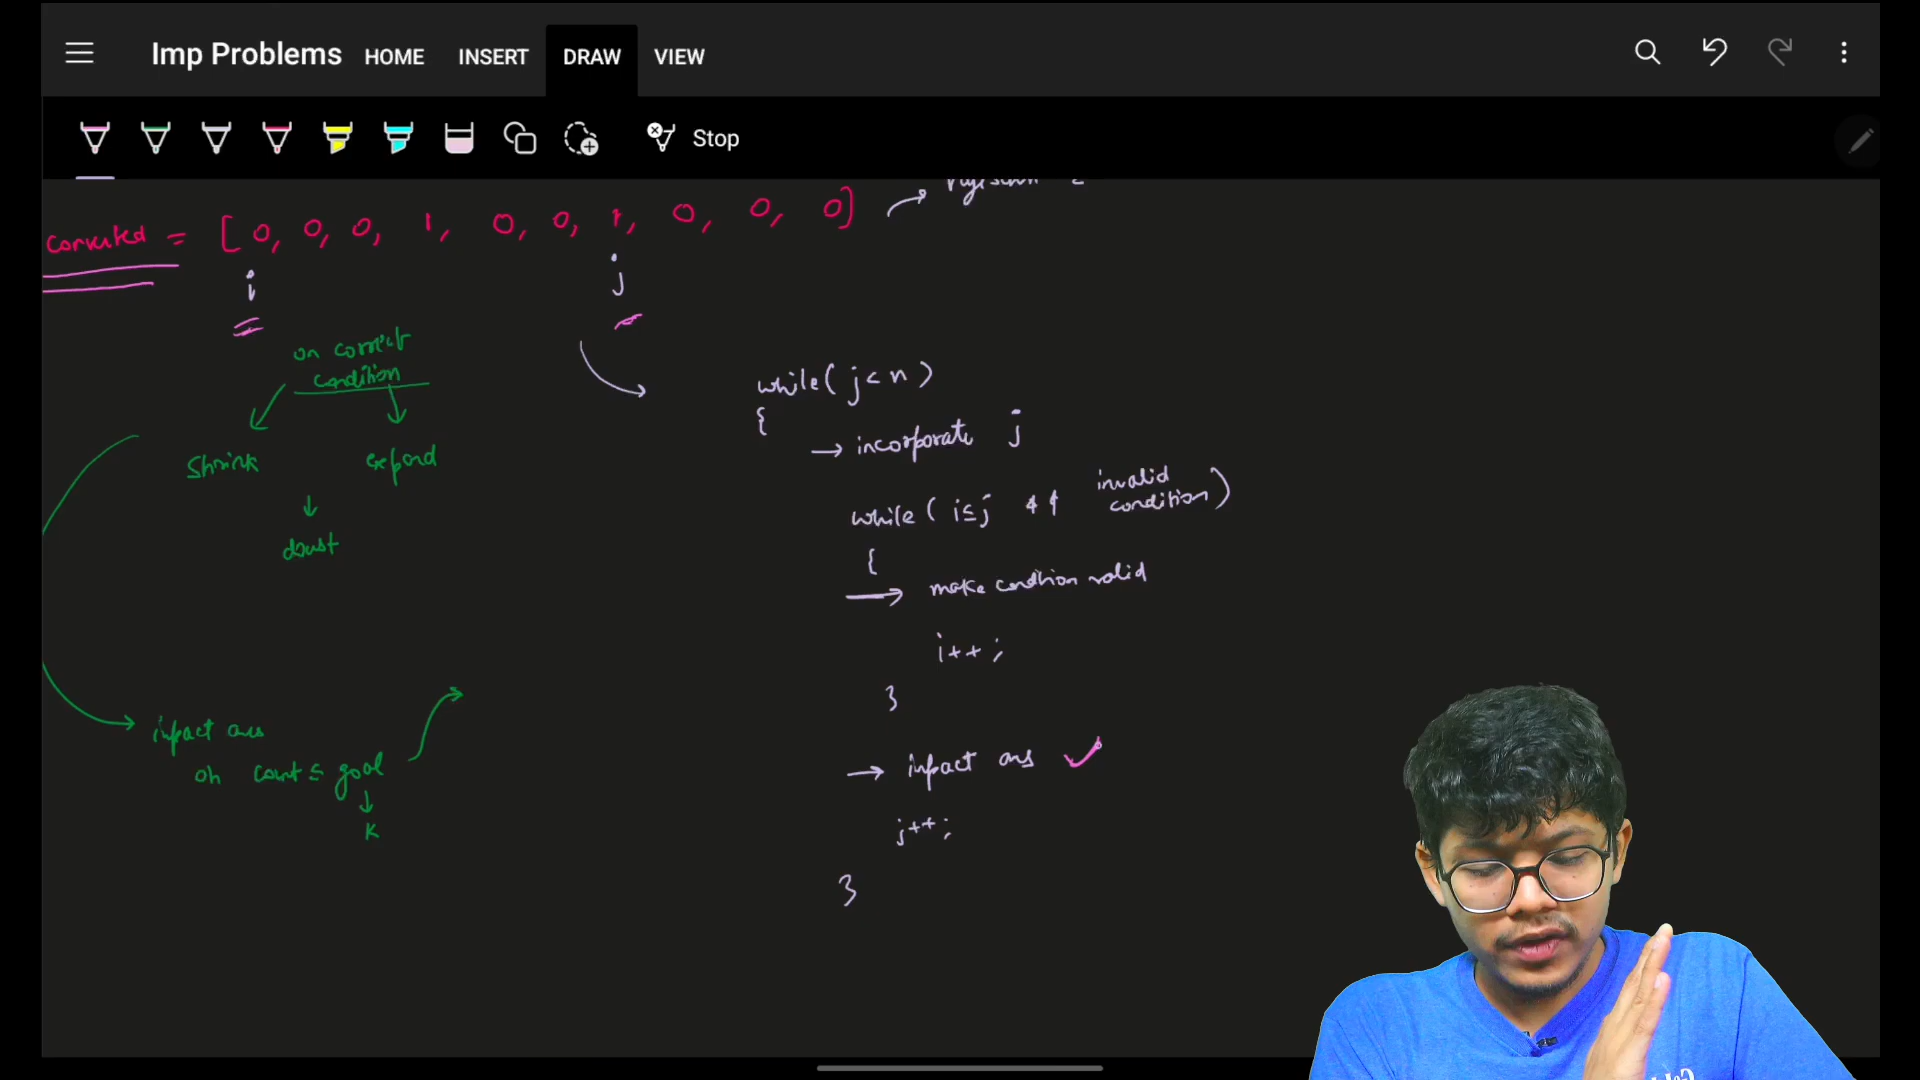 Imp Problems HOME INSERT DRAW VIEW
Stop
converted = [0, 0, 0, 1, 0, 0, 1, 0, 0, 0]
i
j
on correct
condition
while(j<n)
{
Shrink
expand
→ incorporate j
while( i≤j && invalid condition)
doubt
{
→ make condition valid
i++;
}
impact ans
on count ≤ goal
K
→ impact ans ✓
j++;
}